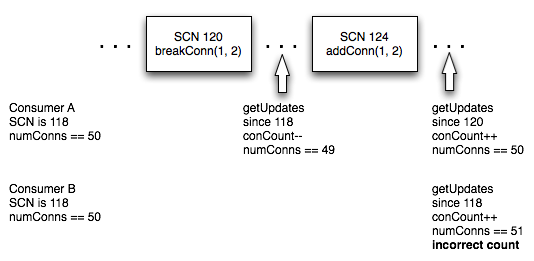 SCN 120
breakConn(1, 2)
SCN 124
addConn(1, 2)
. . .
. . .
. . .
Consumer A
SCN is 118
numConns == 50
getUpdates
since 118
conCount--
numConns == 49
getUpdates
since 120
conCount++
numConns == 50
Consumer B
SCN is 118
numConns == 50
getUpdates
since 118
conCount++
numConns == 51
incorrect count